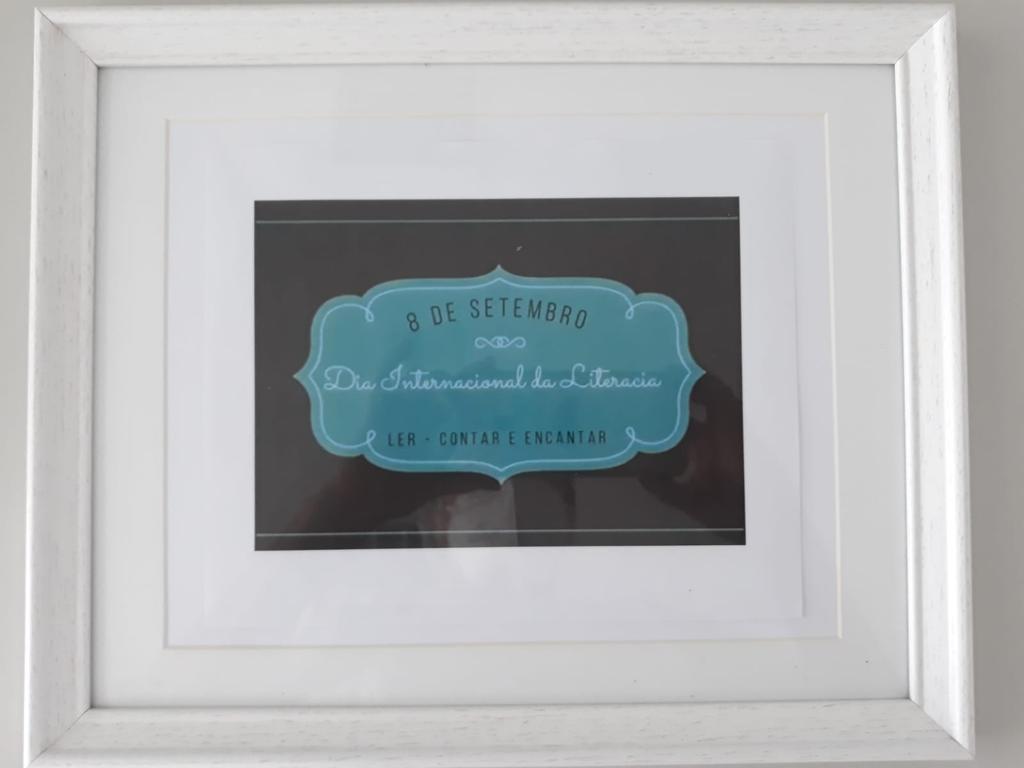 8 DE SETEMBRO
Dia Internacional da Literacia
LER - CONTAR E ENCANTAR